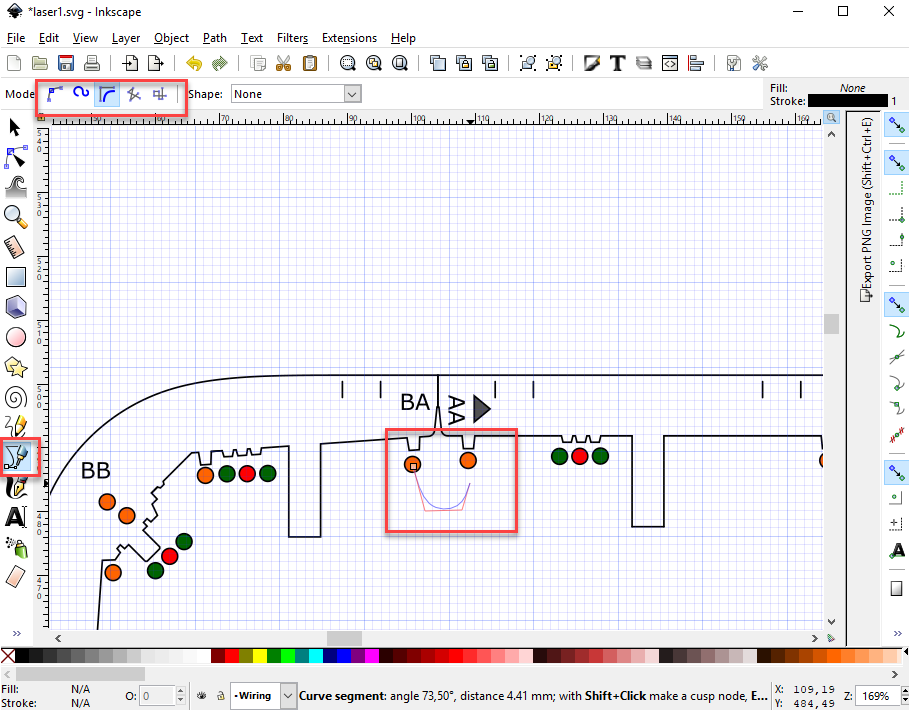 *laser1.svg - Inkscape
File Edit View Layer Object Path Text Filters Extensions Help
Mode Shape: None
Fill: None
Stroke: 1
70 80 90 100 110 120 130 140 150 160
Export PNG Image (Shift+Ctrl+E)
BA
AA
BB
Fill: N/A
Stroke: N/A
O: 0
•Wiring
Curve segment: angle 73,50°, distance 4.41 mm; with Shift+Click make a cusp node, E...
X: 109,19
Y: 484,49
Z: 169%